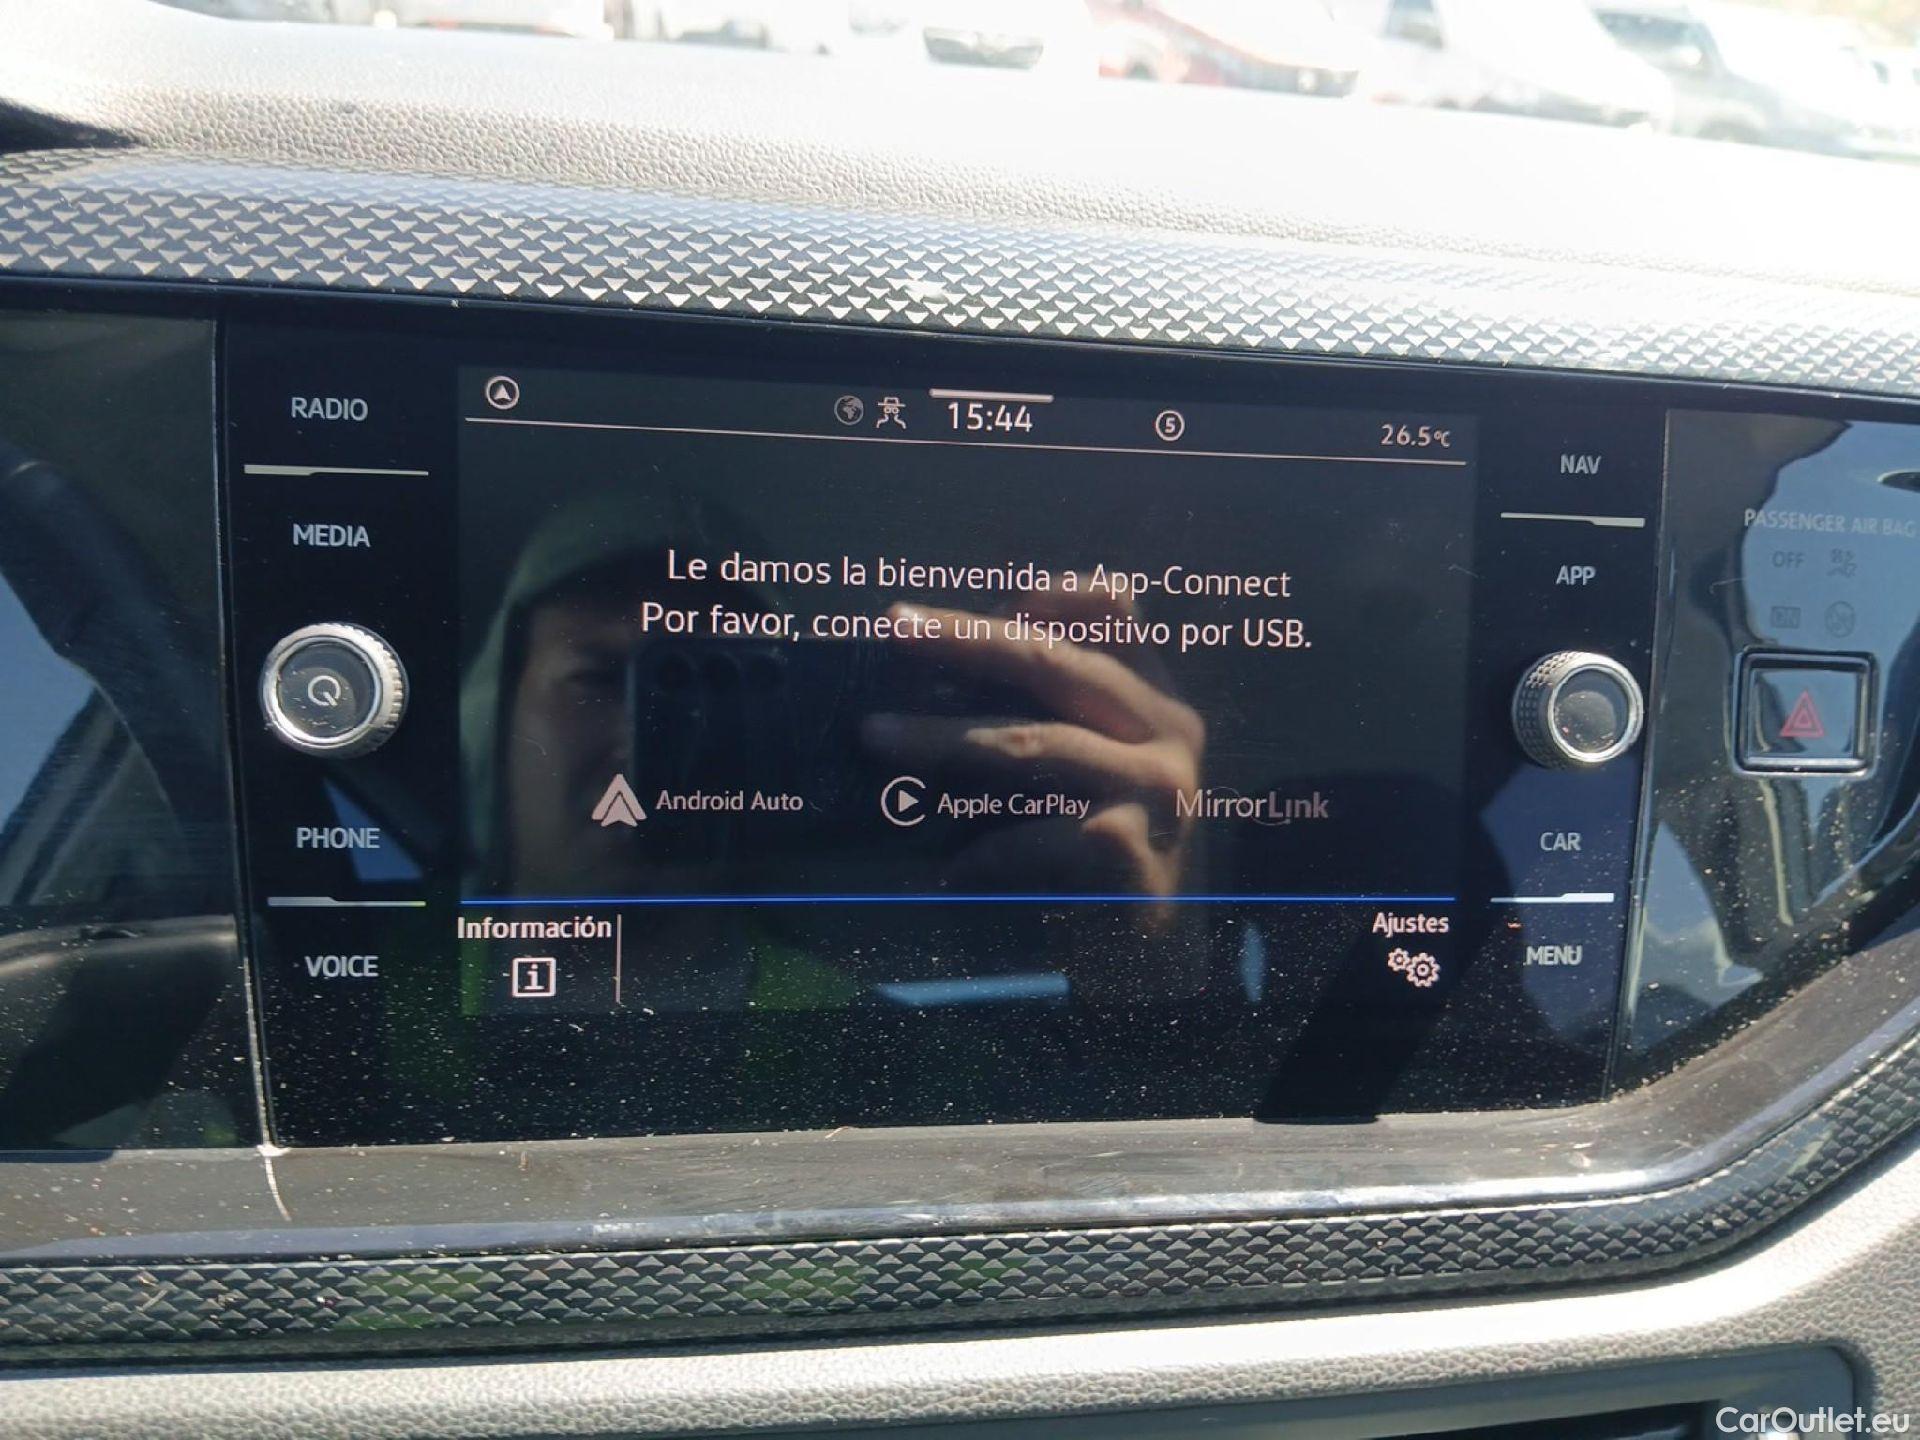 RADIO
MEDIA
PHONE
VOICE
15:44
5
26.5°C
Le damos la bienvenida a App-Connect
Por favor, conecte un dispositivo por USB.
Android Auto
Apple CarPlay
MirrorLink
Información
i
Ajustes
NAV
APP
CAR
MENU
PASSENGER AIR BAG
OFF
ON
CarOutlet.eu